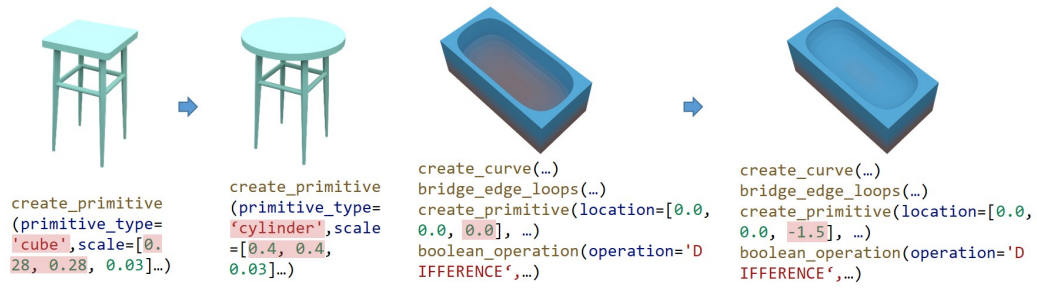 create_primitive
(primitive_type=
'cube',scale=[0.
28, 0.28, 0.03]…)
create_primitive
(primitive_type=
‘cylinder',scale
=[0.4, 0.4,
0.03]…)
create_curve(…)
bridge_edge_loops(…)
create_primitive(location=[0.0,
0.0, 0.0], …)
boolean_operation(operation='D
IFFERENCE‘,…)
create_curve(…)
bridge_edge_loops(…)
create_primitive(location=[0.0,
0.0, -1.5], …)
boolean_operation(operation='D
IFFERENCE‘,…)